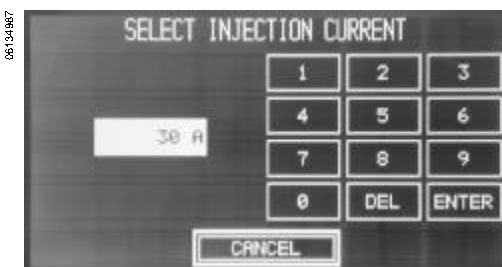 06134987
SELECT INJECTION CURRENT
1 2 3
4 5 6
30 A
7 8 9
0 DEL ENTER
CANCEL